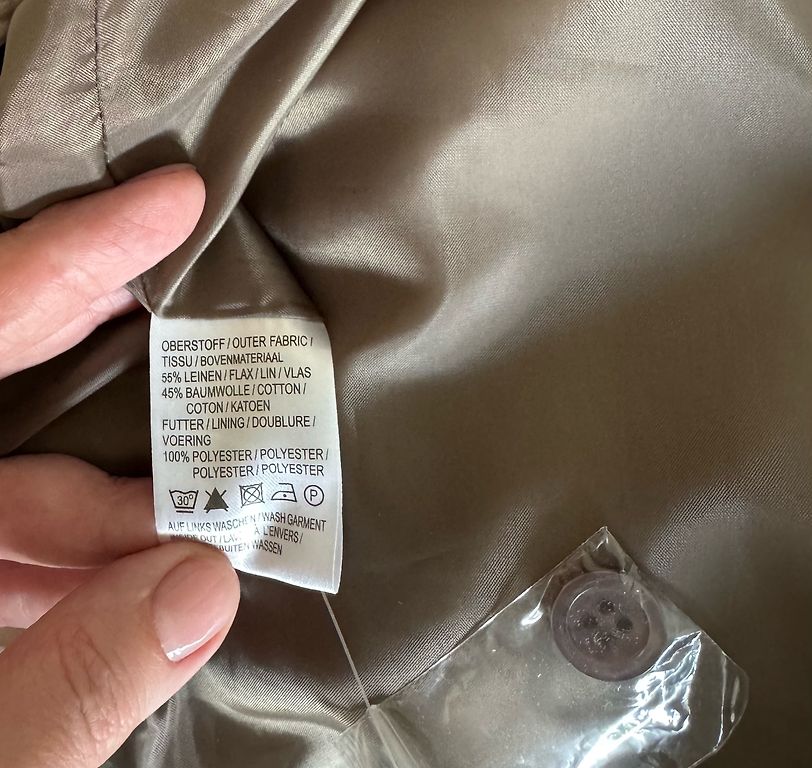 OBERSTOFF / OUTER FABRIC /
TISSU / BOVENMATERIAAL
55% LEINEN / FLAX / LIN / VLAS
45% BAUMWOLLE / COTTON /
COTON / KATOEN
FUTTER / LINING / DOUBLURE /
VOERING
100% POLYESTER / POLYESTER /
POLYESTER / POLYESTER
30° P
AUF LINKS WASCHEN / WASH GARMENT
OUT / À L'ENVERS /
WASSEN